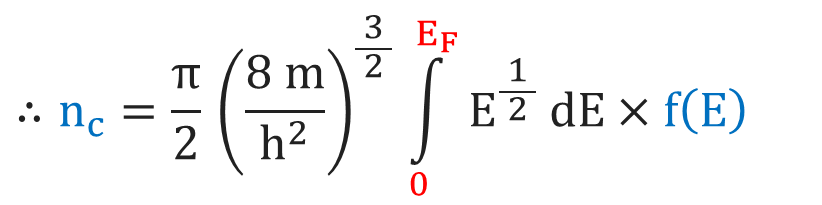 ∴ n_c = π/2 (8 m/h²)^(3/2) ∫_0^(E_F) E^(1/2) dE × f(E)